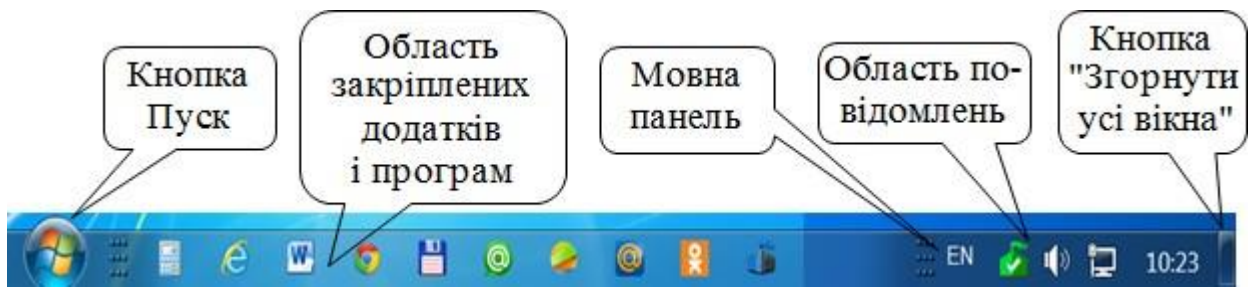 Кнопка
Пуск
Область
закріплених
додатків
і програм
Мовна
панель
Область по-
відомлень
Кнопка
"Згорнути
усі вікна"
W
@
@
EN
10:23